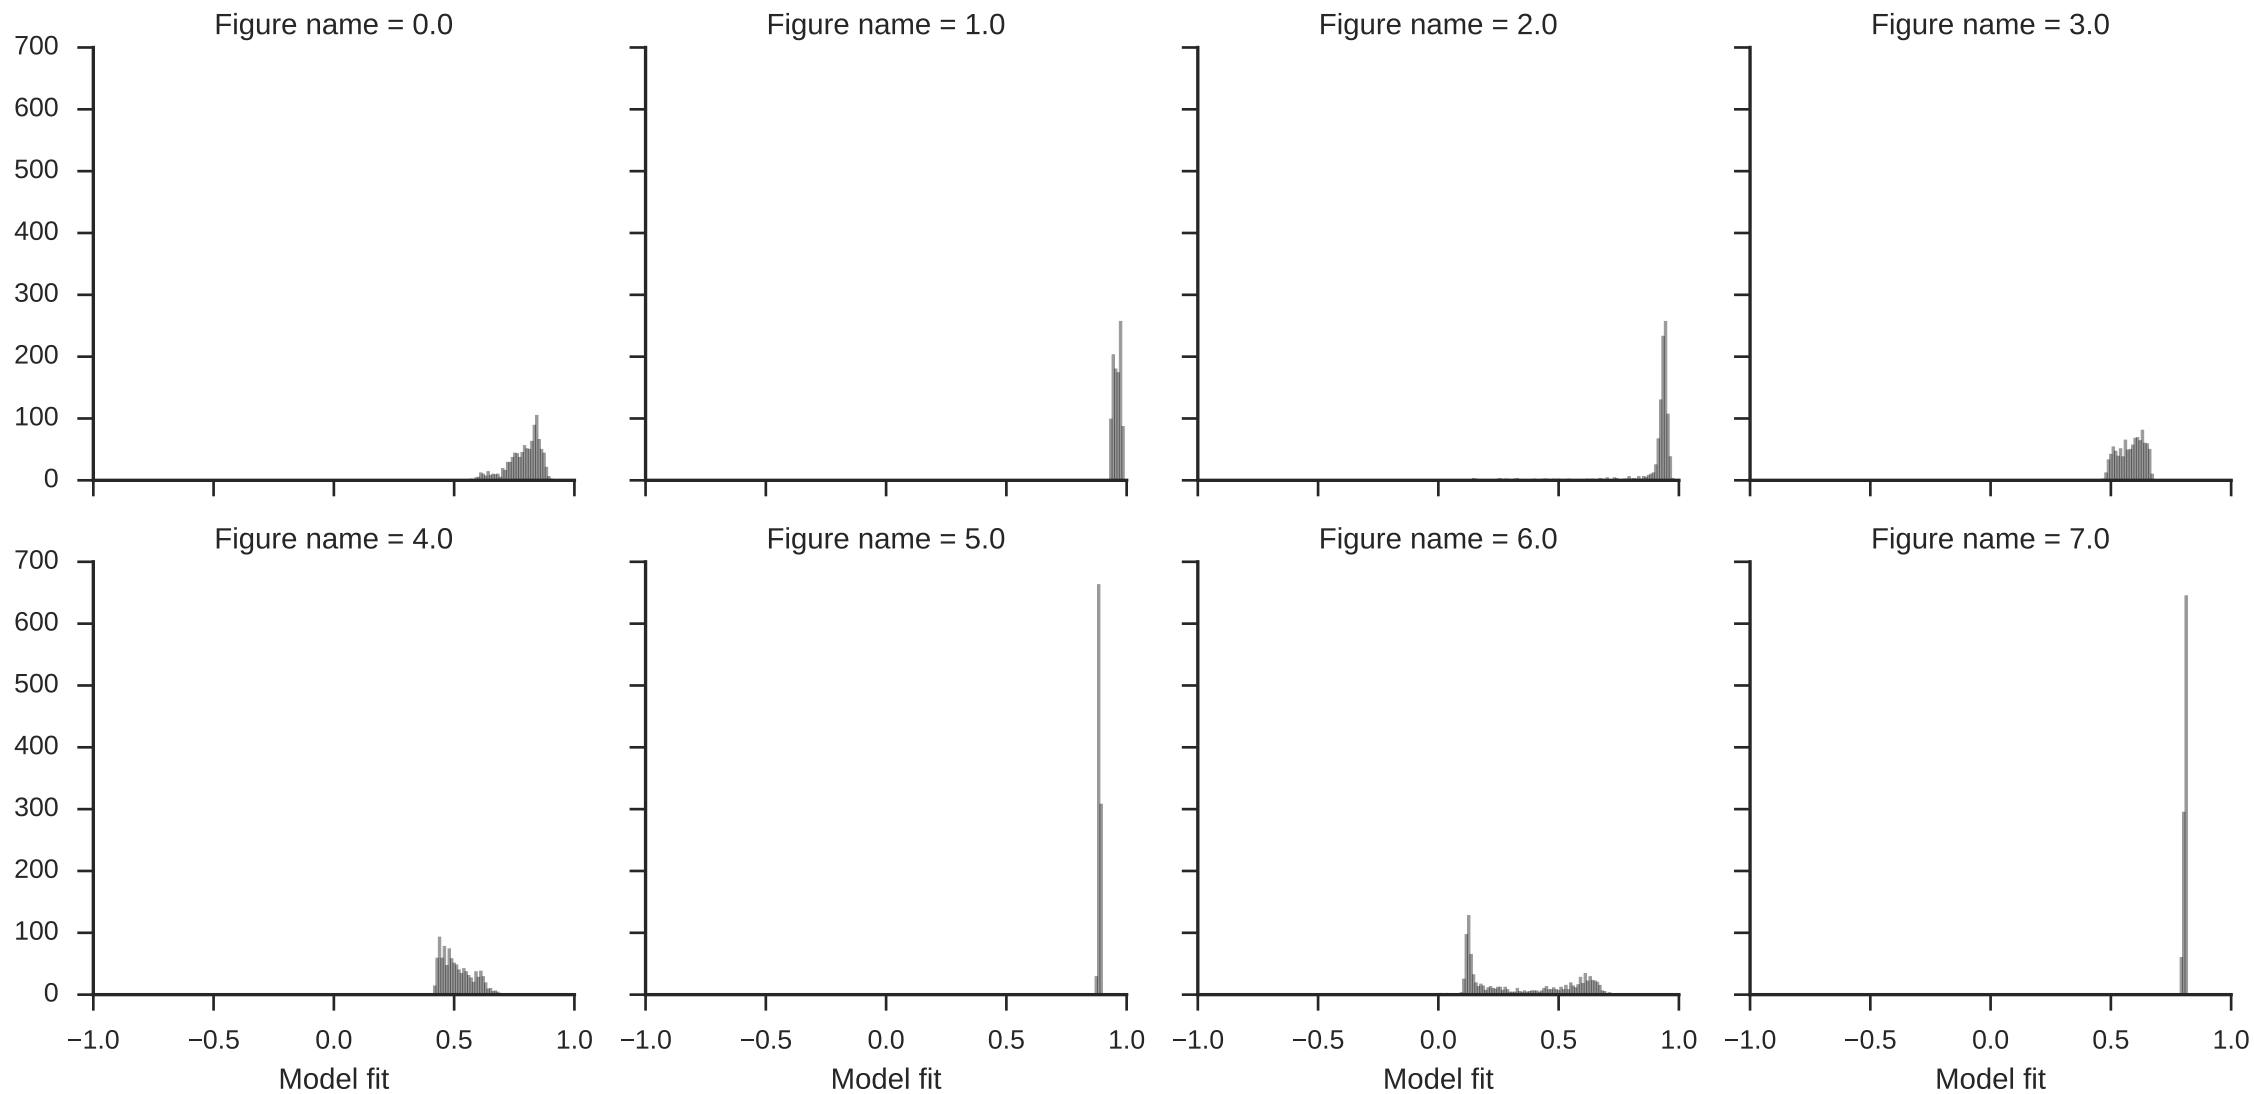 Figure name = 0.0
Figure name = 1.0
Figure name = 2.0
Figure name = 3.0
700
600
500
400
300
200
100
0
Figure name = 4.0
Figure name = 5.0
Figure name = 6.0
Figure name = 7.0
700
600
500
400
300
200
100
0
−1.0 −0.5 0.0 0.5 1.0
−1.0 −0.5 0.0 0.5 1.0
−1.0 −0.5 0.0 0.5 1.0
−1.0 −0.5 0.0 0.5 1.0
Model fit
Model fit
Model fit
Model fit